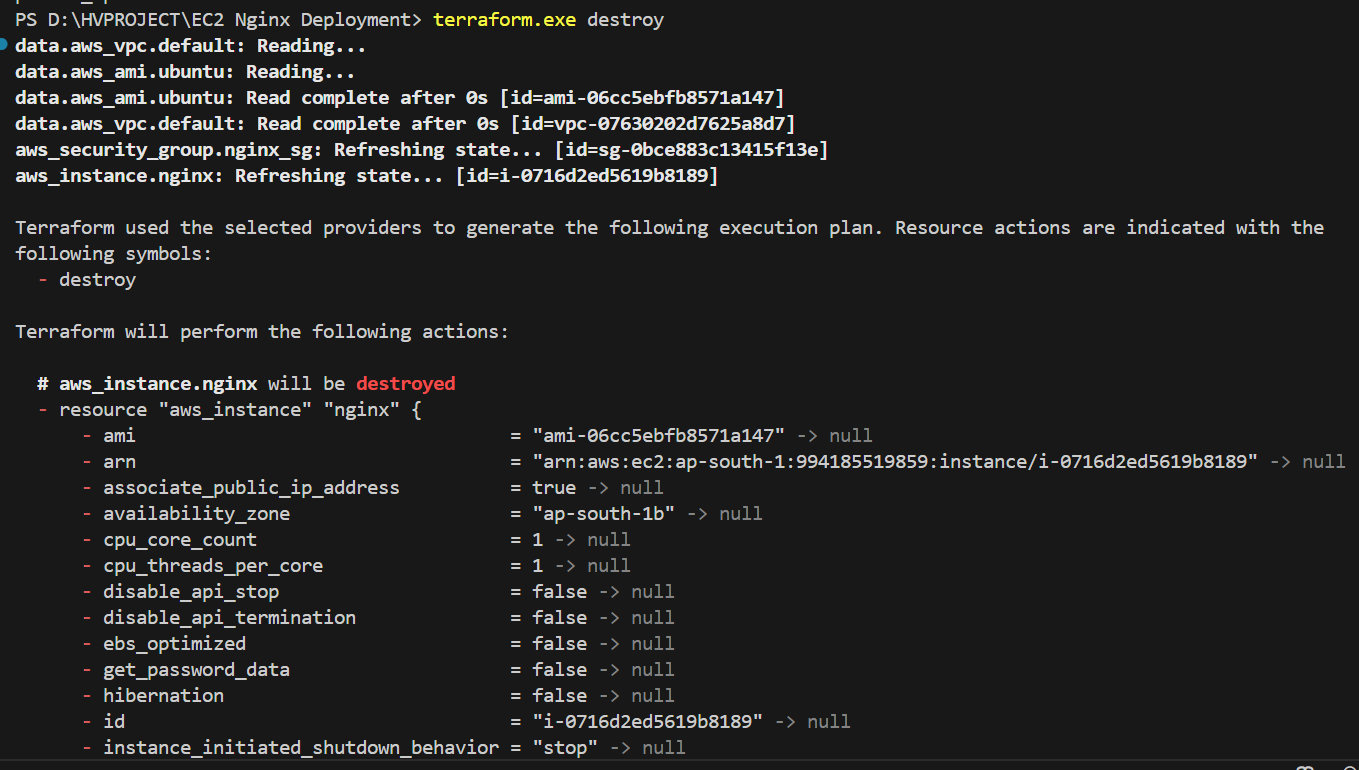 PS D:\HVPROJECT\EC2 Nginx Deployment> terraform.exe destroy
data.aws_vpc.default: Reading...
data.aws_ami.ubuntu: Reading...
data.aws_ami.ubuntu: Read complete after 0s [id=ami-06cc5ebfb8571a147]
data.aws_vpc.default: Read complete after 0s [id=vpc-07630202d7625a8d7]
aws_security_group.nginx_sg: Refreshing state... [id=sg-0bce883c13415f13e]
aws_instance.nginx: Refreshing state... [id=i-0716d2ed5619b8189]
Terraform used the selected providers to generate the following execution plan. Resource actions are indicated with the
following symbols:
- destroy
Terraform will perform the following actions:
# aws_instance.nginx will be destroyed
- resource "aws_instance" "nginx" {
- ami = "ami-06cc5ebfb8571a147" -> null
- arn = "arn:aws:ec2:ap-south-1:994185519859:instance/i-0716d2ed5619b8189" -> null
- associate_public_ip_address = true -> null
- availability_zone = "ap-south-1b" -> null
- cpu_core_count = 1 -> null
- cpu_threads_per_core = 1 -> null
- disable_api_stop = false -> null
- disable_api_termination = false -> null
- ebs_optimized = false -> null
- get_password_data = false -> null
- hibernation = false -> null
- id = "i-0716d2ed5619b8189" -> null
- instance_initiated_shutdown_behavior = "stop" -> null